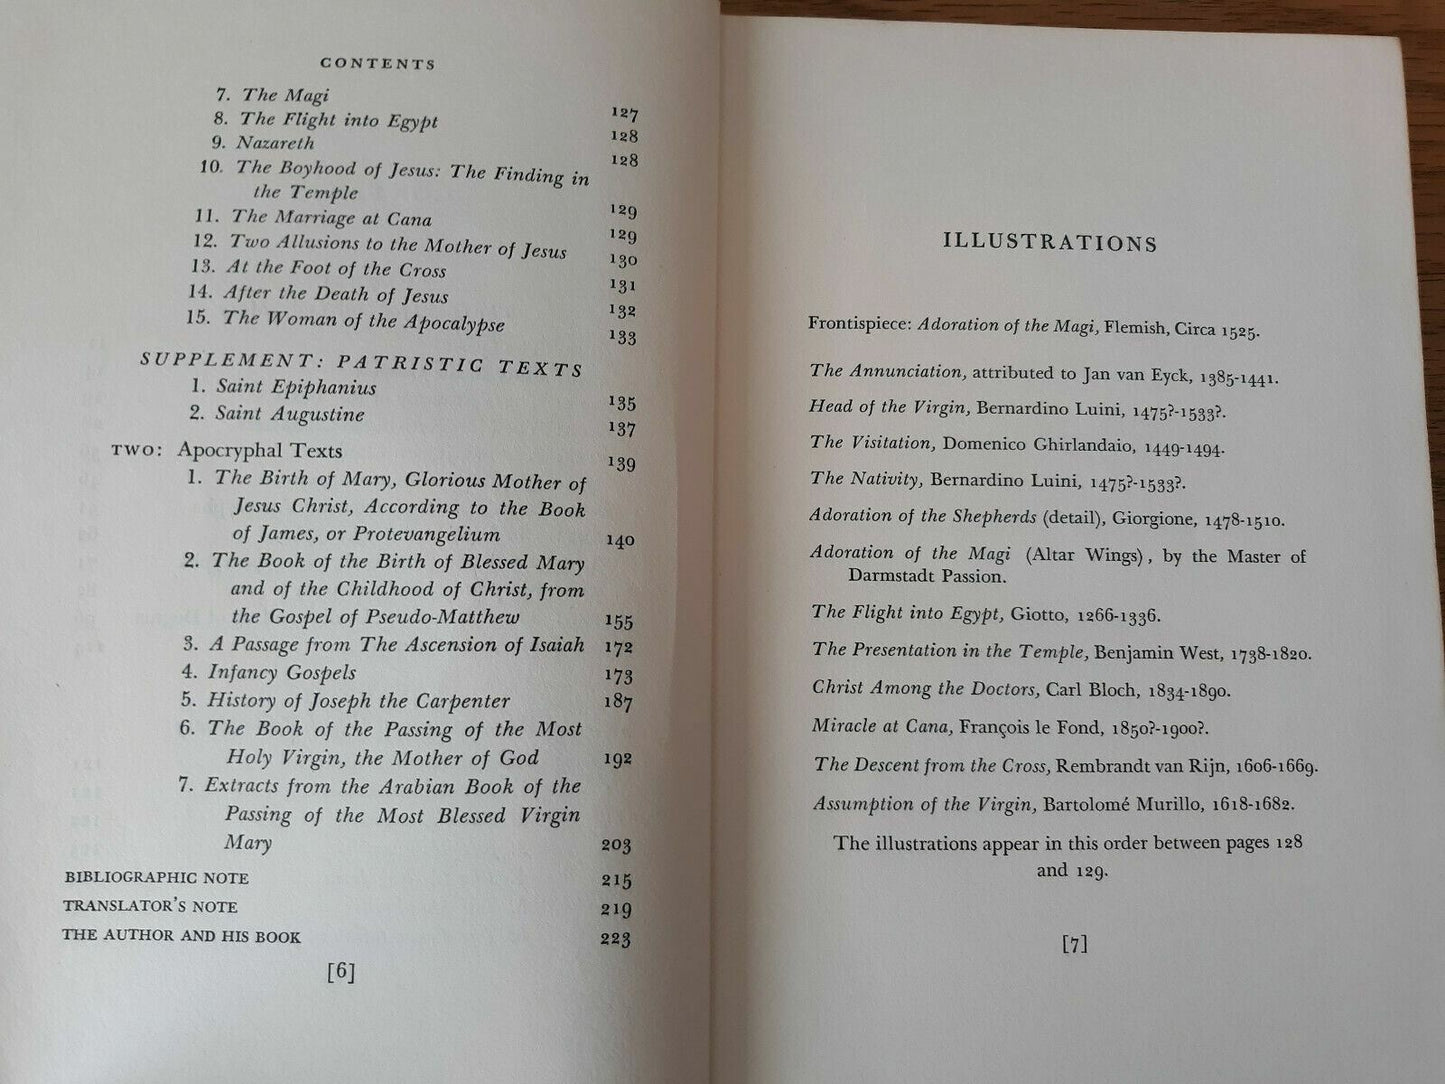 CONTENTS
7. The Magi 127
8. The Flight into Egypt 128
9. Nazareth 128
10. The Boyhood of Jesus: The Finding in
the Temple 129
11. The Marriage at Cana 129
12. Two Allusions to the Mother of Jesus 130
13. At the Foot of the Cross 131
14. After the Death of Jesus 132
15. The Woman of the Apocalypse 133
SUPPLEMENT: PATRISTIC TEXTS
1. Saint Epiphanius 135
2. Saint Augustine 137
TWO: Apocryphal Texts 139
1. The Birth of Mary, Glorious Mother of
Jesus Christ, According to the Book
of James, or Protevangelium 140
2. The Book of the Birth of Blessed Mary
and of the Childhood of Christ, from
the Gospel of Pseudo-Matthew 155
3. A Passage from The Ascension of Isaiah 172
4. Infancy Gospels 173
5. History of Joseph the Carpenter 187
6. The Book of the Passing of the Most
Holy Virgin, the Mother of God 192
7. Extracts from the Arabian Book of the
Passing of the Most Blessed Virgin
Mary 203
BIBLIOGRAPHIC NOTE 215
TRANSLATOR'S NOTE 219
THE AUTHOR AND HIS BOOK 223
[6]
ILLUSTRATIONS
Frontispiece: Adoration of the Magi, Flemish, Circa 1525.
The Annunciation, attributed to Jan van Eyck, 1385-1441.
Head of the Virgin, Bernardino Luini, 1475?-1533?.
The Visitation, Domenico Ghirlandaio, 1449-1494.
The Nativity, Bernardino Luini, 1475?-1533?.
Adoration of the Shepherds (detail), Giorgione, 1478-1510.
Adoration of the Magi (Altar Wings), by the Master of
Darmstadt Passion.
The Flight into Egypt, Giotto, 1266-1336.
The Presentation in the Temple, Benjamin West, 1738-1820.
Christ Among the Doctors, Carl Bloch, 1834-1890.
Miracle at Cana, François le Fond, 1850?-1900?.
The Descent from the Cross, Rembrandt van Rijn, 1606-1669.
Assumption of the Virgin, Bartolomé Murillo, 1618-1682.
The illustrations appear in this order between pages 128
and 129.
[7]